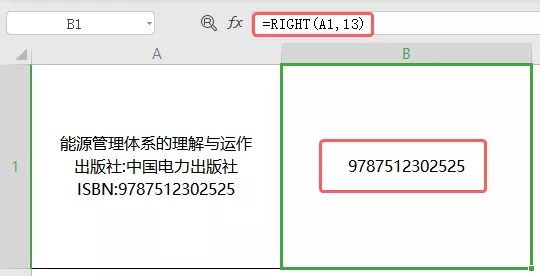 B1
fx
=RIGHT(A1,13)
A
B
1
能源管理体系的理解与运作
出版社:中国电力出版社
ISBN:9787512302525
9787512302525